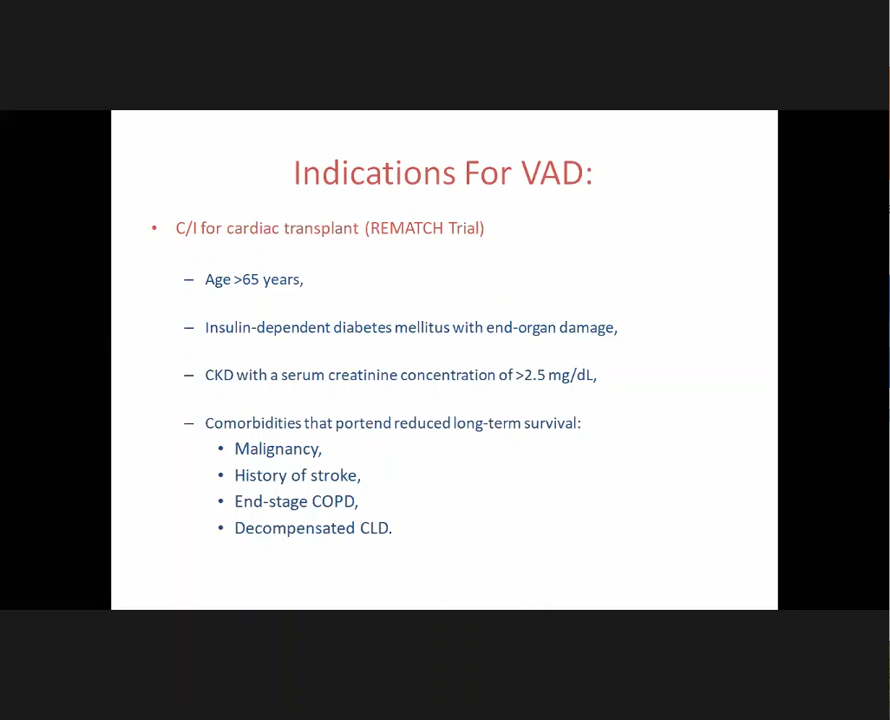 Indications For VAD:
• C/I for cardiac transplant (REMATCH Trial)
– Age >65 years,
– Insulin-dependent diabetes mellitus with end-organ damage,
– CKD with a serum creatinine concentration of >2.5 mg/dL,
– Comorbidities that portend reduced long-term survival:
• Malignancy,
• History of stroke,
• End-stage COPD,
• Decompensated CLD.